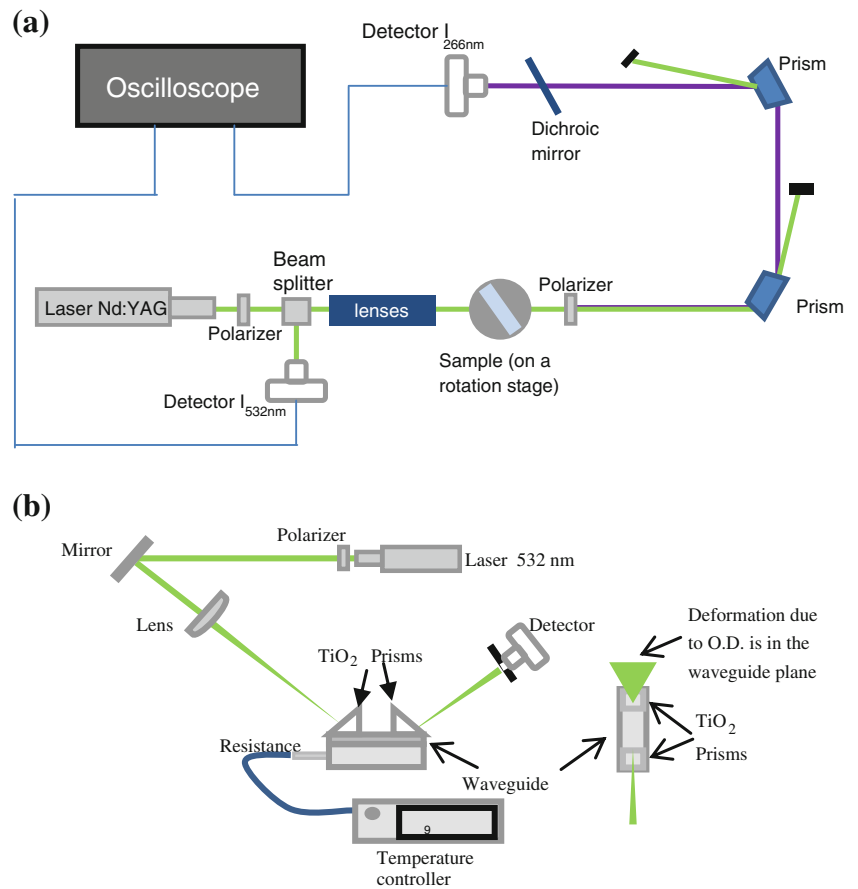 (a)
Detector I
266nm
Prism
Oscilloscope
Dichroic
mirror
Beam
splitter
Polarizer
Laser Nd:YAG
lenses
Polarizer
Prism
Sample (on a
rotation stage)
Detector I532nm
(b)
Polarizer
Mirror
Laser 532 nm
Lens
Detector
Deformation due
to O.D. is in the
waveguide plane
TiO2 Prisms
TiO2
Prisms
Resistance
Waveguide
9
Temperature
controller